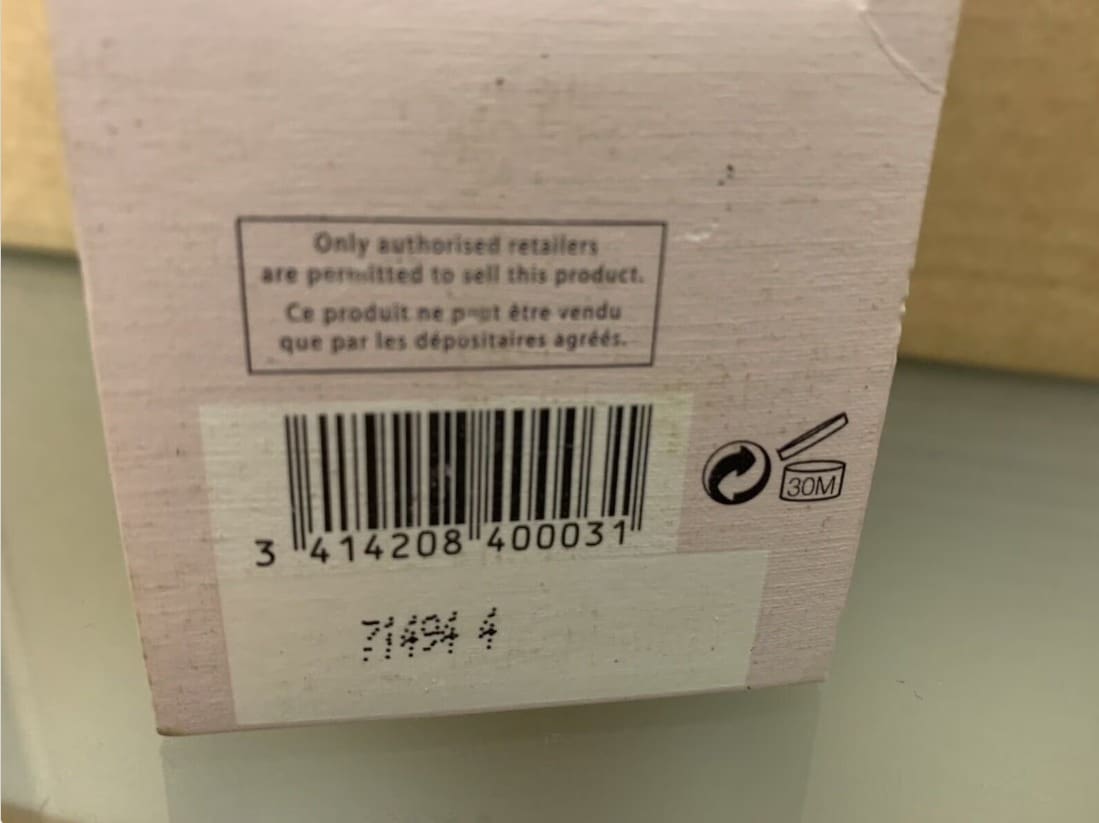 Only authorised retailers
are permitted to sell this product.
Ce produit ne peut être vendu
que par les dépositaires agréés.
30M
3 414208 400031
71494 4